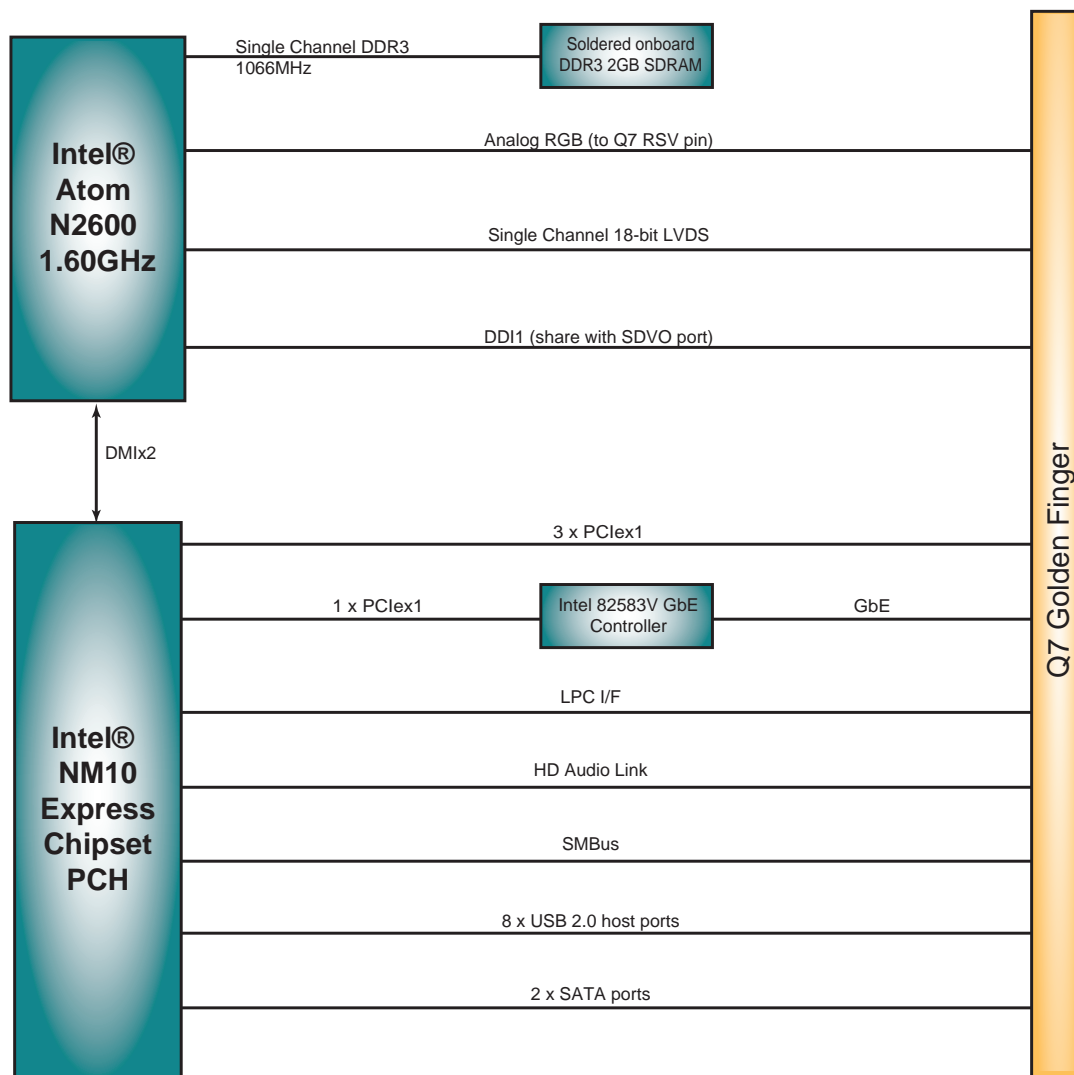 Single Channel DDR3
1066MHz
Soldered onboard
DDR3 2GB SDRAM
Intel®
Atom
N2600
1.60GHz
Analog RGB (to Q7 RSV pin)
Single Channel 18-bit LVDS
DDI1 (share with SDVO port)
DMIx2
Q7 Golden Finger
3 x PCIex1
1 x PCIex1
Intel 82583V GbE
Controller
GbE
Intel®
NM10
Express
Chipset
PCH
LPC I/F
HD Audio Link
SMBus
8 x USB 2.0 host ports
2 x SATA ports